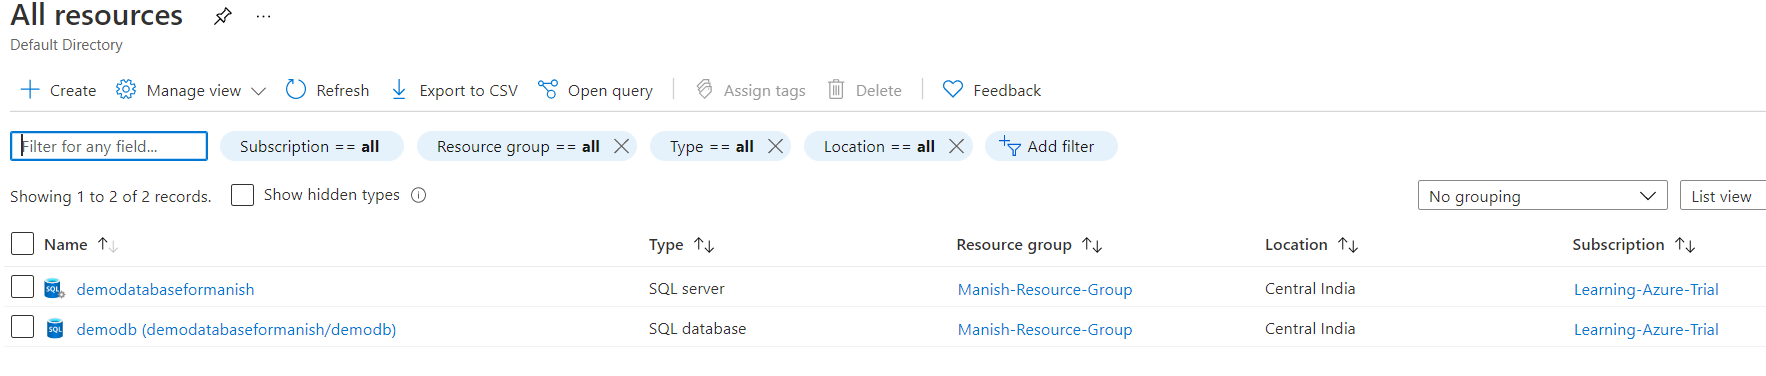 All resources ...
Default Directory
Create Manage view Refresh Export to CSV Open query Assign tags Delete Feedback
Filter for any field... Subscription == all Resource group == all Type == all Location == all Add filter
Showing 1 to 2 of 2 records. Show hidden types No grouping List view
Name Type Resource group Location Subscription
SQL demodatabaseformanish SQL server Manish-Resource-Group Central India Learning-Azure-Trial
SQL demodb (demodatabaseformanish/demodb) SQL database Manish-Resource-Group Central India Learning-Azure-Trial